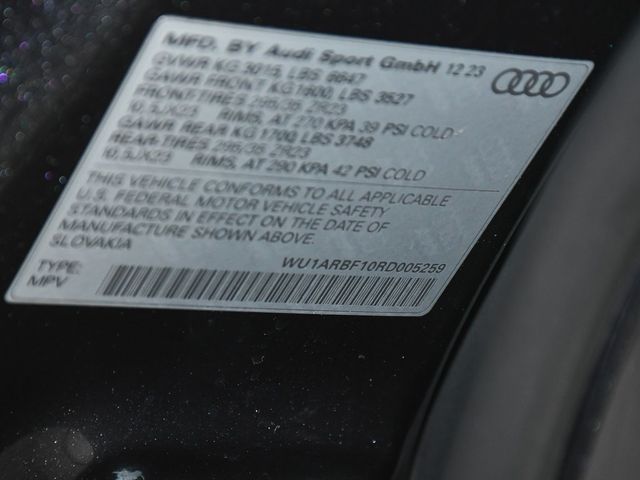 MFD. BY Audi Sport GmbH 12 23
GVWR KG 3015, LBS 6647
GAWR FRONT KG 1600, LBS 3527
FRONT-TIRES 295/35 ZR23
10.5JX23 RIMS, AT 270 KPA 39 PSI COLD
GAWR REAR KG 1700, LBS 3748
REAR-TIRES 295/35 ZR23
10.5JX23 RIMS, AT 290 KPA 42 PSI COLD
THIS VEHICLE CONFORMS TO ALL APPLICABLE
U.S. FEDERAL MOTOR VEHICLE SAFETY
STANDARDS IN EFFECT ON THE DATE OF
MANUFACTURE SHOWN ABOVE.
SLOVAKIA
WU1ARBF10RD005259
TYPE:
MPV